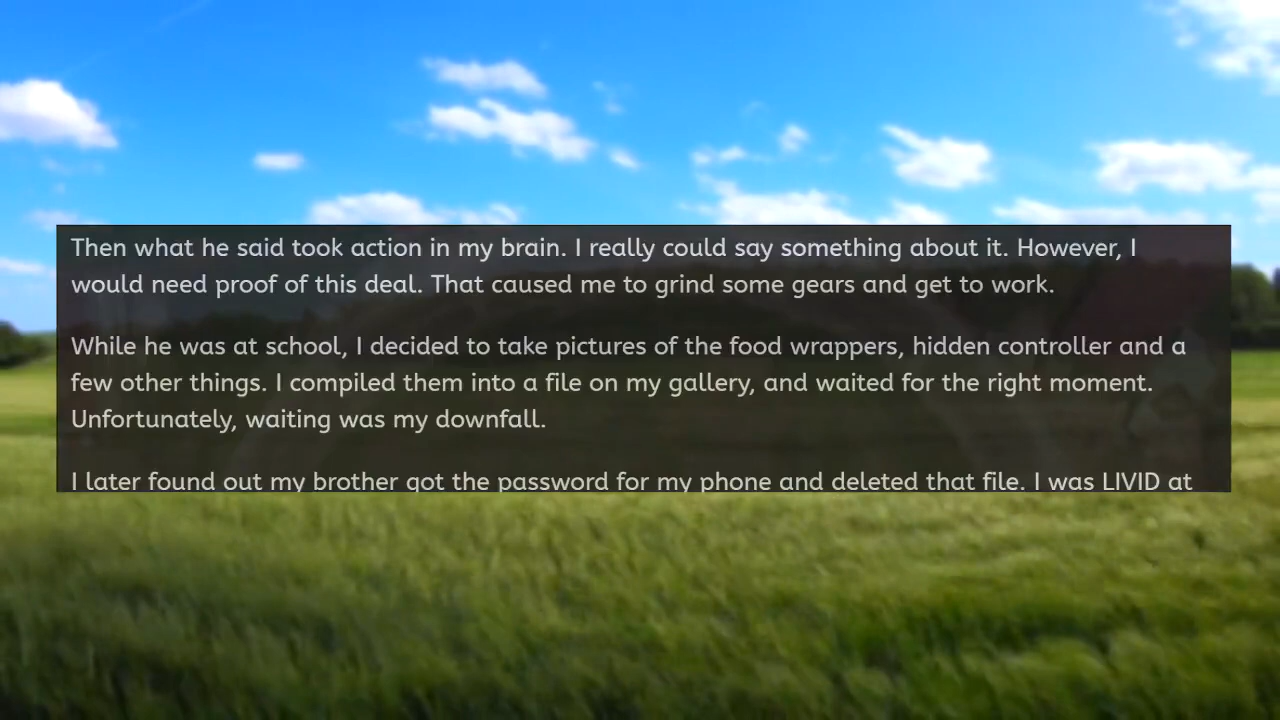 Then what he said took action in my brain. I really could say something about it. However, I
would need proof of this deal. That caused me to grind some gears and get to work.
While he was at school, I decided to take pictures of the food wrappers, hidden controller and a
few other things. I compiled them into a file on my gallery, and waited for the right moment.
Unfortunately, waiting was my downfall.
I later found out my brother got the password for my phone and deleted that file. I was LIVID at